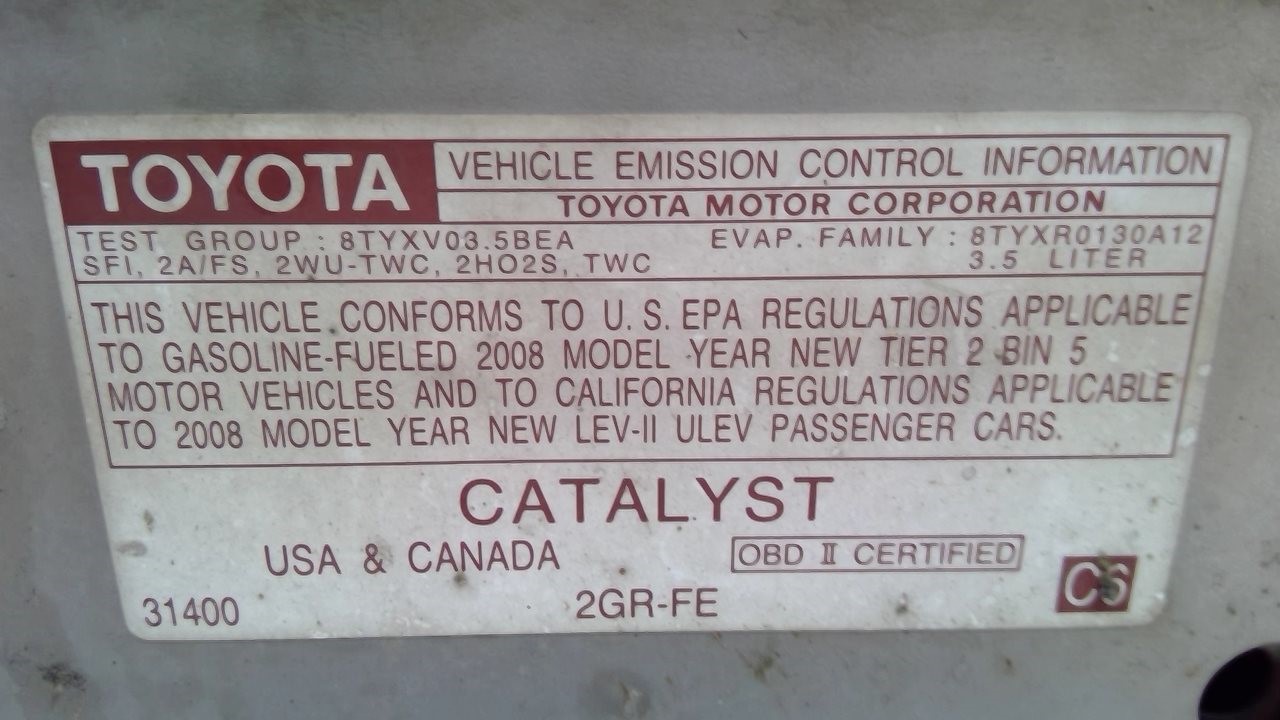 TOYOTA VEHICLE EMISSION CONTROL INFORMATION
TOYOTA MOTOR CORPORATION
TEST GROUP : 8TYXV03.5BEA EVAP. FAMILY : 8TYXR0130A12
SFI, 2A/FS, 2WU-TWC, 2HO2S, TWC 3.5 LITER
THIS VEHICLE CONFORMS TO U.S. EPA REGULATIONS APPLICABLE
TO GASOLINE-FUELED 2008 MODEL YEAR NEW TIER 2 BIN 5
MOTOR VEHICLES AND TO CALIFORNIA REGULATIONS APPLICABLE
TO 2008 MODEL YEAR NEW LEV-II ULEV PASSENGER CARS.
CATALYST
USA & CANADA OBD II CERTIFIED
31400 2GR-FE C6